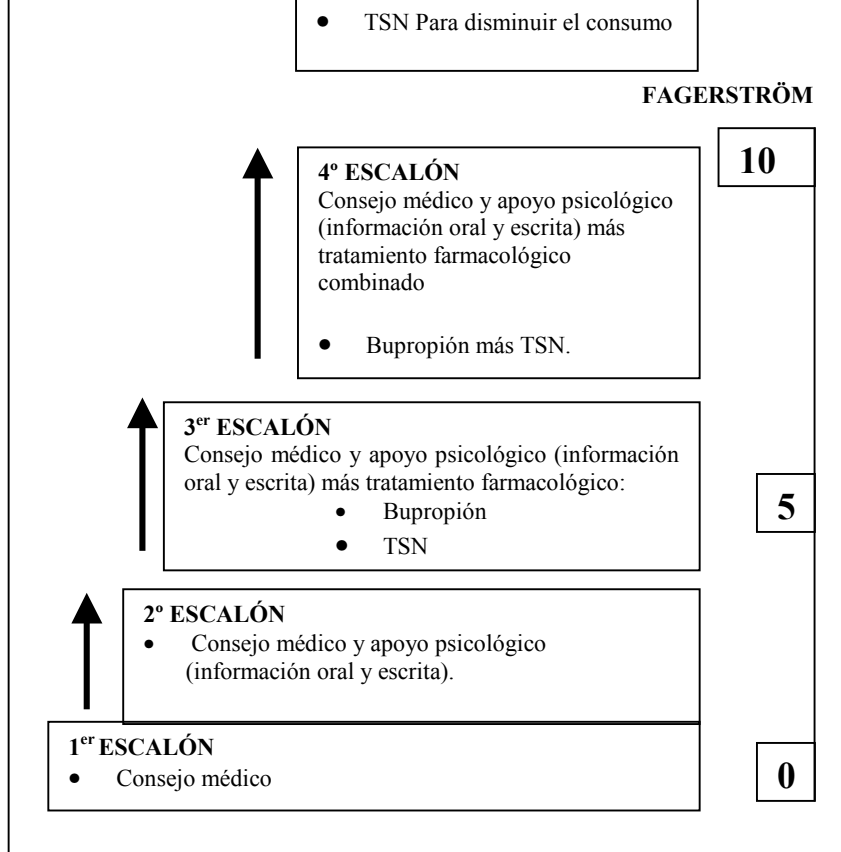 • TSN Para disminuir el consumo
FAGERSTRÖM
10
4º ESCALÓN
Consejo médico y apoyo psicológico
(información oral y escrita) más
tratamiento farmacológico
combinado
• Bupropión más TSN.
3er ESCALÓN
Consejo médico y apoyo psicológico (información
oral y escrita) más tratamiento farmacológico:
• Bupropión
• TSN
5
2º ESCALÓN
• Consejo médico y apoyo psicológico
(información oral y escrita).
1er ESCALÓN
• Consejo médico
0